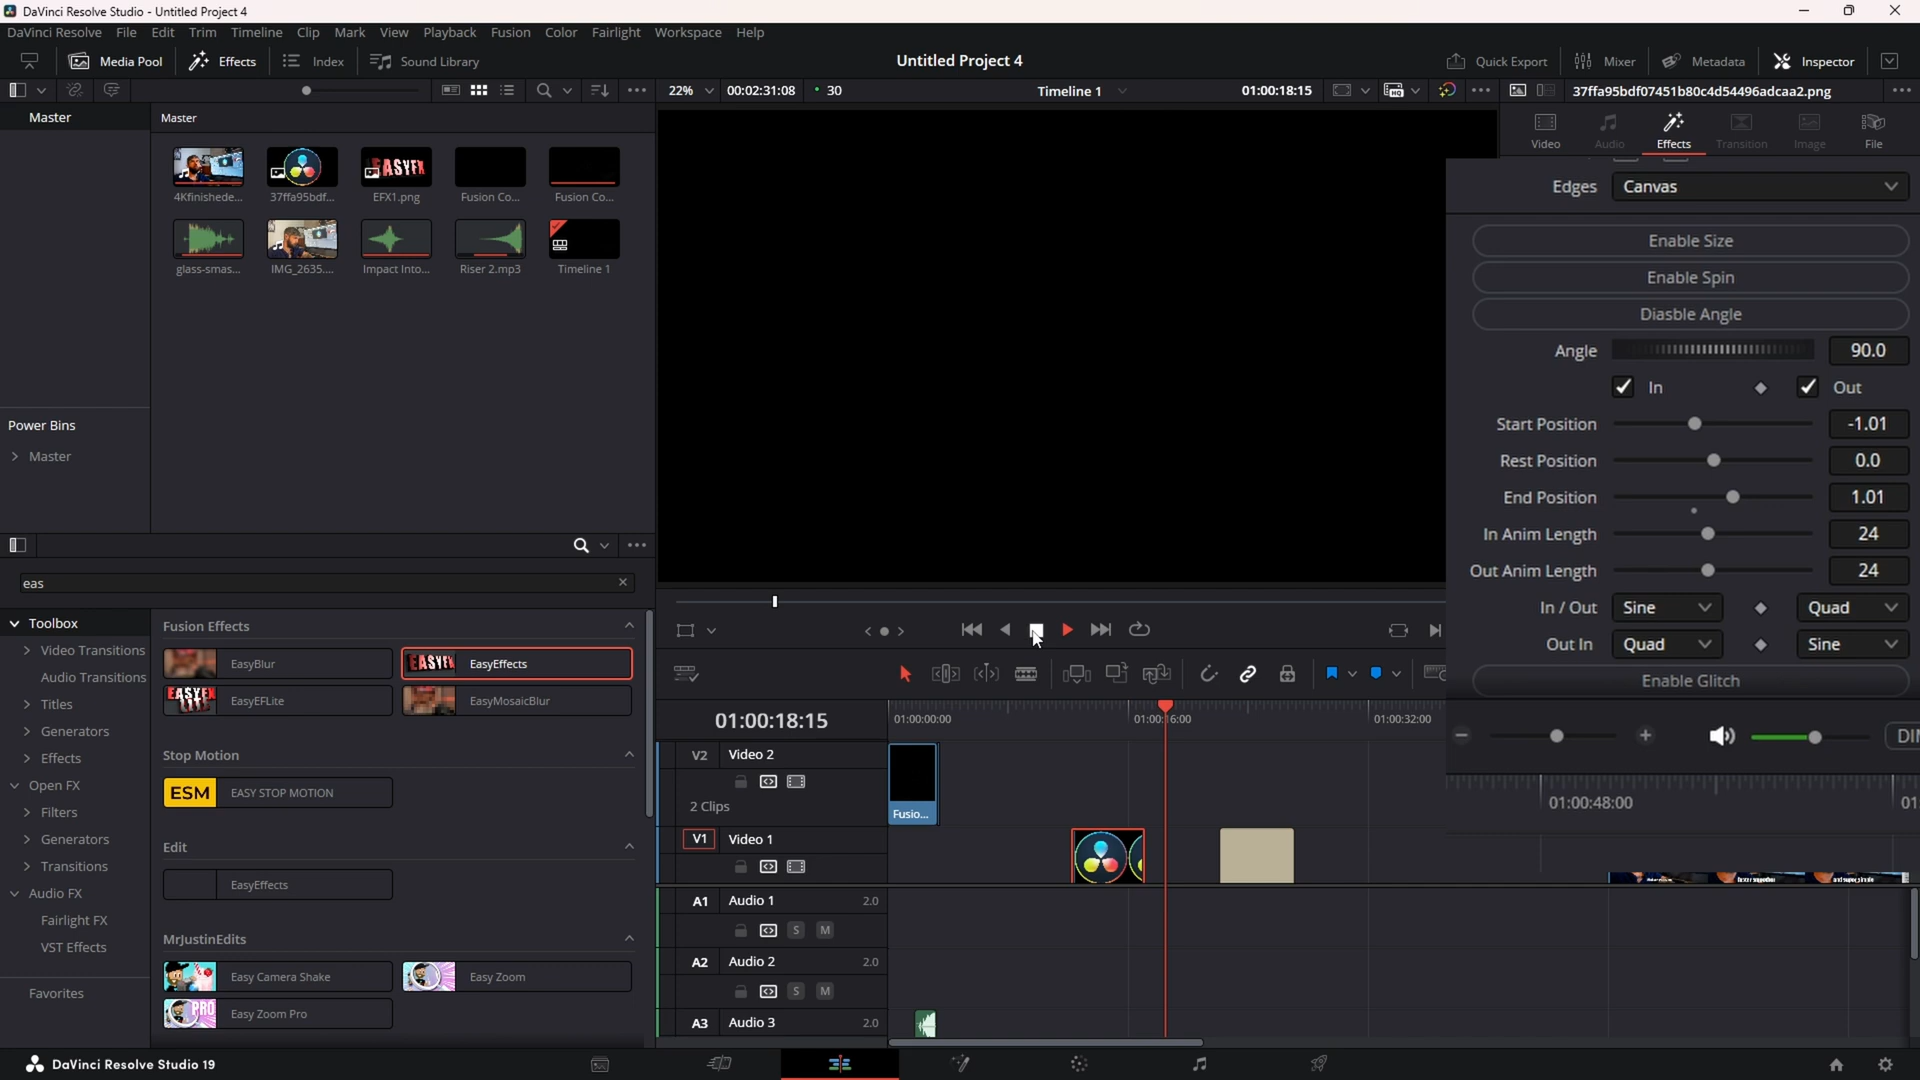 DaVinci Resolve Studio - Untitled Project 4
DaVinci Resolve File Edit Trim Timeline Clip Mark View Playback Fusion Color Fairlight Workspace Help
Media Pool Effects Index Sound Library Untitled Project 4 Quick Export Mixer Metadata Inspector
22% 00:02:31:08 30 Timeline 1 01:00:18:15 37ffa95bdf07451b80c4d54496adcaa2.png
Master Master
Video Audio Effects Transition Image File
4Kfinishede... 37ffa95bdf... EFX1.png Fusion Co... Fusion Co...
glass-smas... IMG_2635.... Impact Into... Riser 2.mp3 Timeline 1
Power Bins
Master
Edges Canvas
Enable Size
Enable Spin
Diasble Angle
Angle 90.0
In Out
Start Position -1.01
Rest Position 0.0
End Position 1.01
In Anim Length 24
Out Anim Length 24
In / Out Sine Quad
Out In Quad Sine
Enable Glitch
eas
Toolbox
Video Transitions
Audio Transitions
Titles
Generators
Effects
Open FX
Filters
Generators
Transitions
Audio FX
Fairlight FX
VST Effects
Favorites
Fusion Effects
EasyBlur EASYFX EasyEffects
EASYFX EasyEFLite EasyMosaicBlur
Stop Motion
ESM EASY STOP MOTION
Edit
EasyEffects
MrJustinEdits
Easy Camera Shake Easy Zoom
PRO Easy Zoom Pro
01:00:18:15 01:00:00:00 01:00:16:00 01:00:32:00
01:00:48:00
V2 Video 2
2 Clips
Fusio...
V1 Video 1
A1 Audio 1 2.0
S M
A2 Audio 2 2.0
S M
A3 Audio 3 2.0
DaVinci Resolve Studio 19